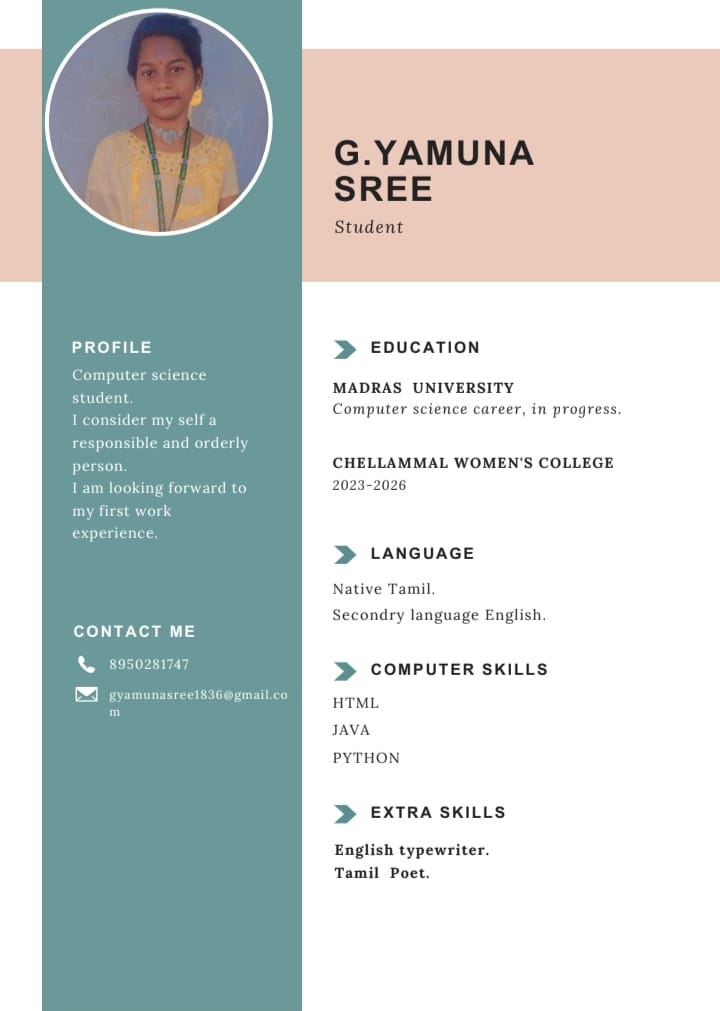 G.YAMUNA
SREE
Student
PROFILE
Computer science
student.
I consider my self a
responsible and orderly
person.
I am looking forward to
my first work
experience.
CONTACT ME
8950281747
gyamunasree1836@gmail.co
m
EDUCATION
MADRAS UNIVERSITY
Computer science career, in progress.
CHELLAMMAL WOMEN'S COLLEGE
2023-2026
LANGUAGE
Native Tamil.
Secondry language English.
COMPUTER SKILLS
HTML
JAVA
PYTHON
EXTRA SKILLS
English typewriter.
Tamil Poet.